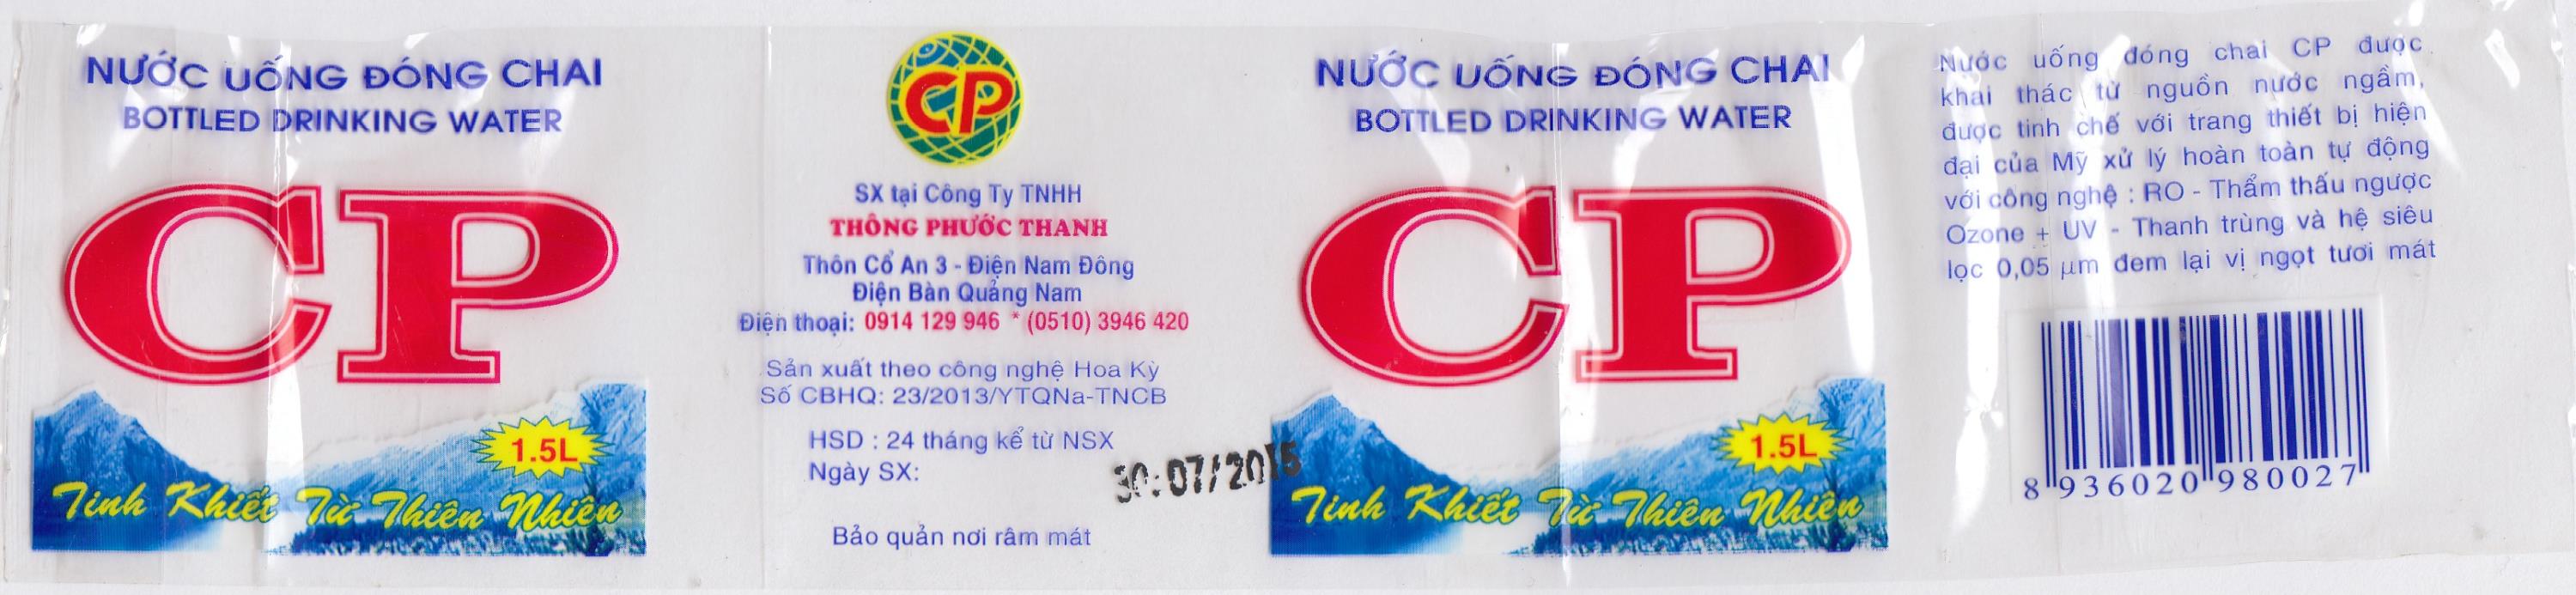 NƯỚC UỐNG ĐÓNG CHAI
BOTTLED DRINKING WATER
CP
1.5L
Tinh Khiết Từ Thiên Nhiên
CP
SX tại Công Ty TNHH
THÔNG PHƯỚC THANH
Thôn Cổ An 3 - Điện Nam Đông
Điện Bàn Quảng Nam
Điện thoại: 0914 129 946 * (0510) 3946 420
Sản xuất theo công nghệ Hoa Kỳ
Số CBHQ: 23/2013/YTQNa-TNCB
HSD : 24 tháng kể từ NSX
Ngày SX: 30:07/2015
Bảo quản nơi râm mát
NƯỚC UỐNG ĐÓNG CHAI
BOTTLED DRINKING WATER
CP
1.5L
Tinh Khiết Từ Thiên Nhiên
Nước uống đóng chai CP được
khai thác từ nguồn nước ngầm,
được tinh chế với trang thiết bị hiện
đại của Mỹ xử lý hoàn toàn tự động
với công nghệ : RO - Thẩm thấu ngược
Ozone + UV - Thanh trùng và hệ siêu
lọc 0,05 μm đem lại vị ngọt tươi mát
8 936020 980027